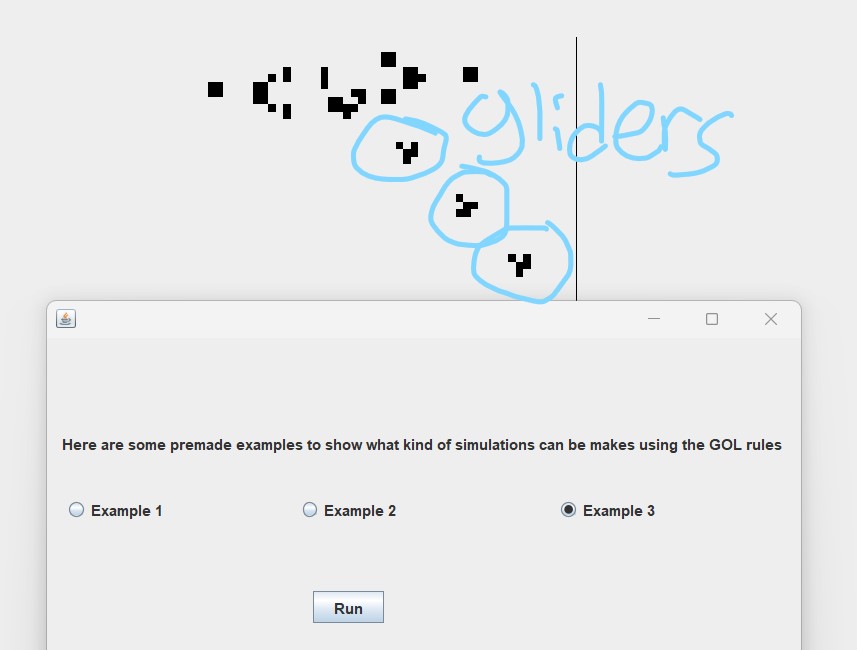 gliders
Here are some premade examples to show what kind of simulations can be makes using the GOL rules
Example 1
Example 2
Example 3
Run